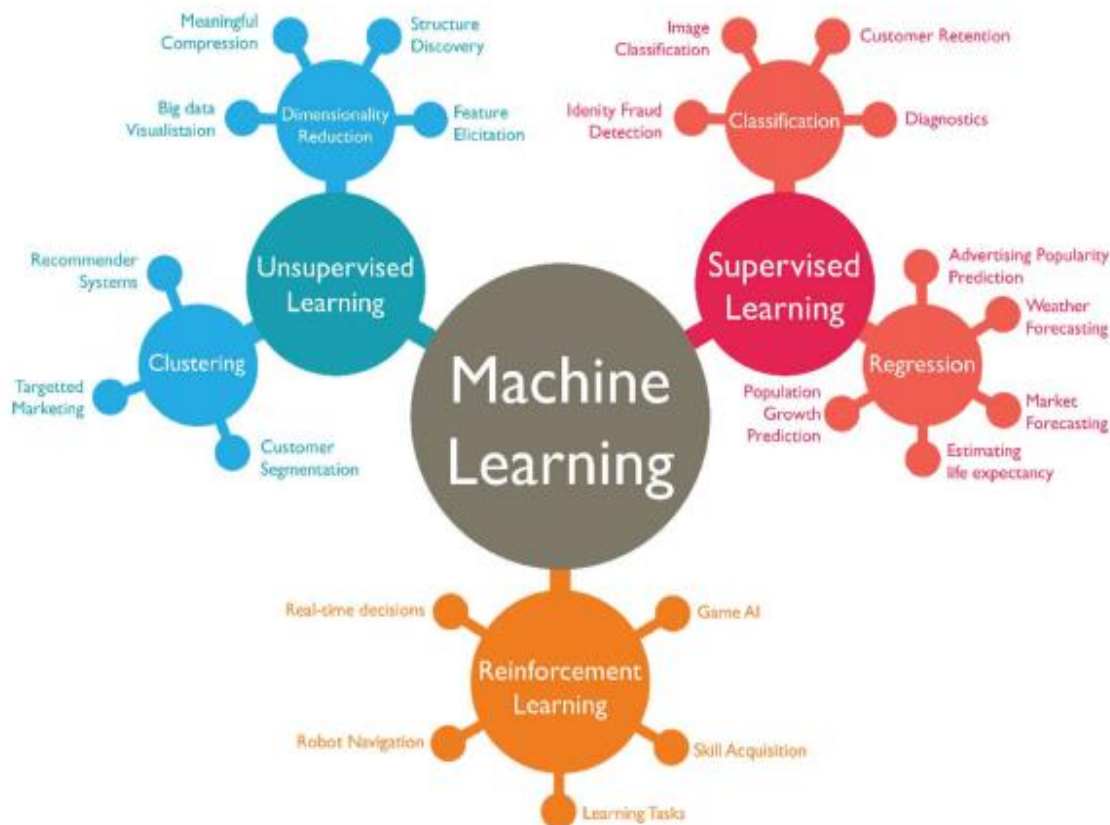 Meaningful
Compression
Structure
Discovery
Big data
Visualistaion
Dimensionality
Reduction
Feature
Elicitation
Image
Classification
Customer Retention
Idenity Fraud
Detection
Classification
Diagnostics
Recommender
Systems
Unsupervised
Learning
Clustering
Targetted
Marketing
Customer
Segmentation
Machine
Learning
Supervised
Learning
Advertising Popularity
Prediction
Weather
Forecasting
Regression
Population
Growth
Prediction
Market
Forecasting
Estimating
life expectancy
Real-time decisions
Game AI
Reinforcement
Learning
Robot Navigation
Skill Acquisition
Learning Tasks